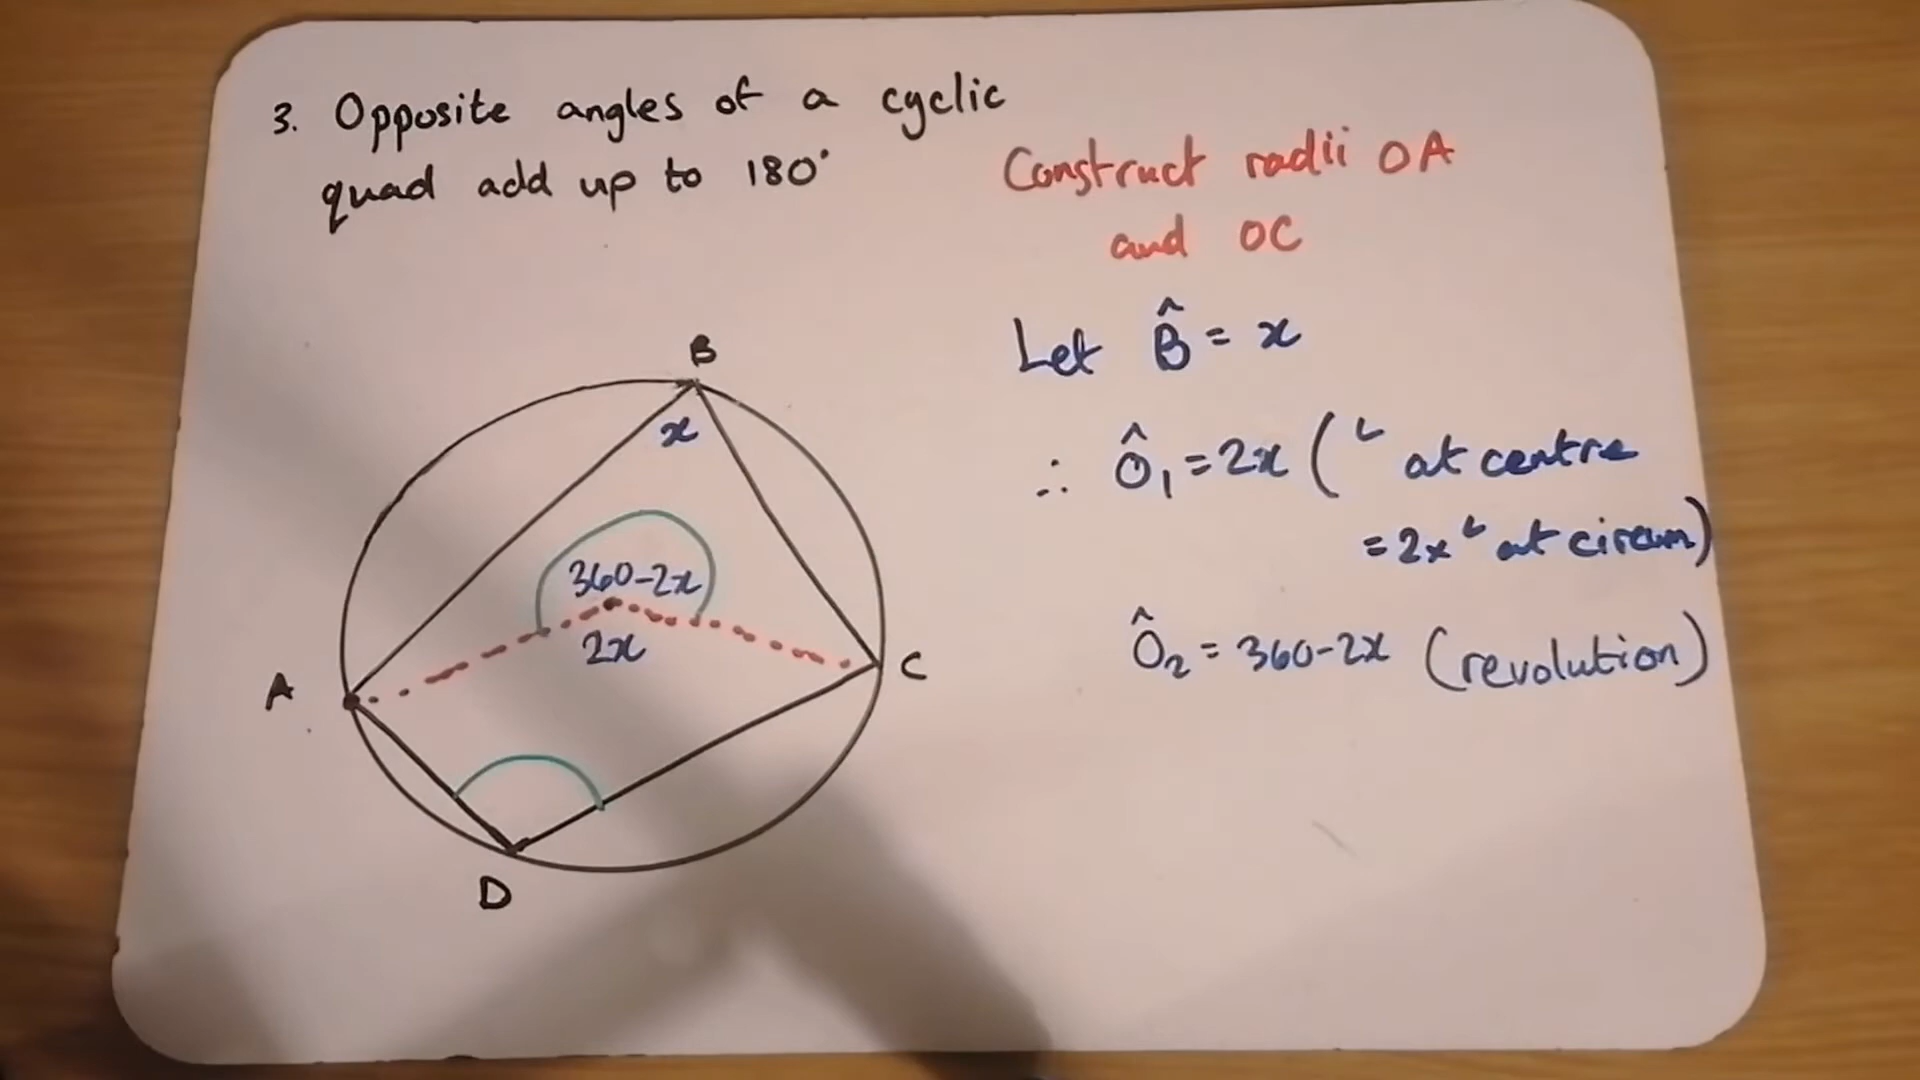 3. Opposite angles of a cyclic
quad add up to 180°
Construct radii OA
and OC
Let B̂ = x
∴ Ô₁ = 2x (∠ at centre
= 2x ∠ at circum)
Ô₂ = 360-2x (revolution)
B
x
360-2x
2x
A
C
D